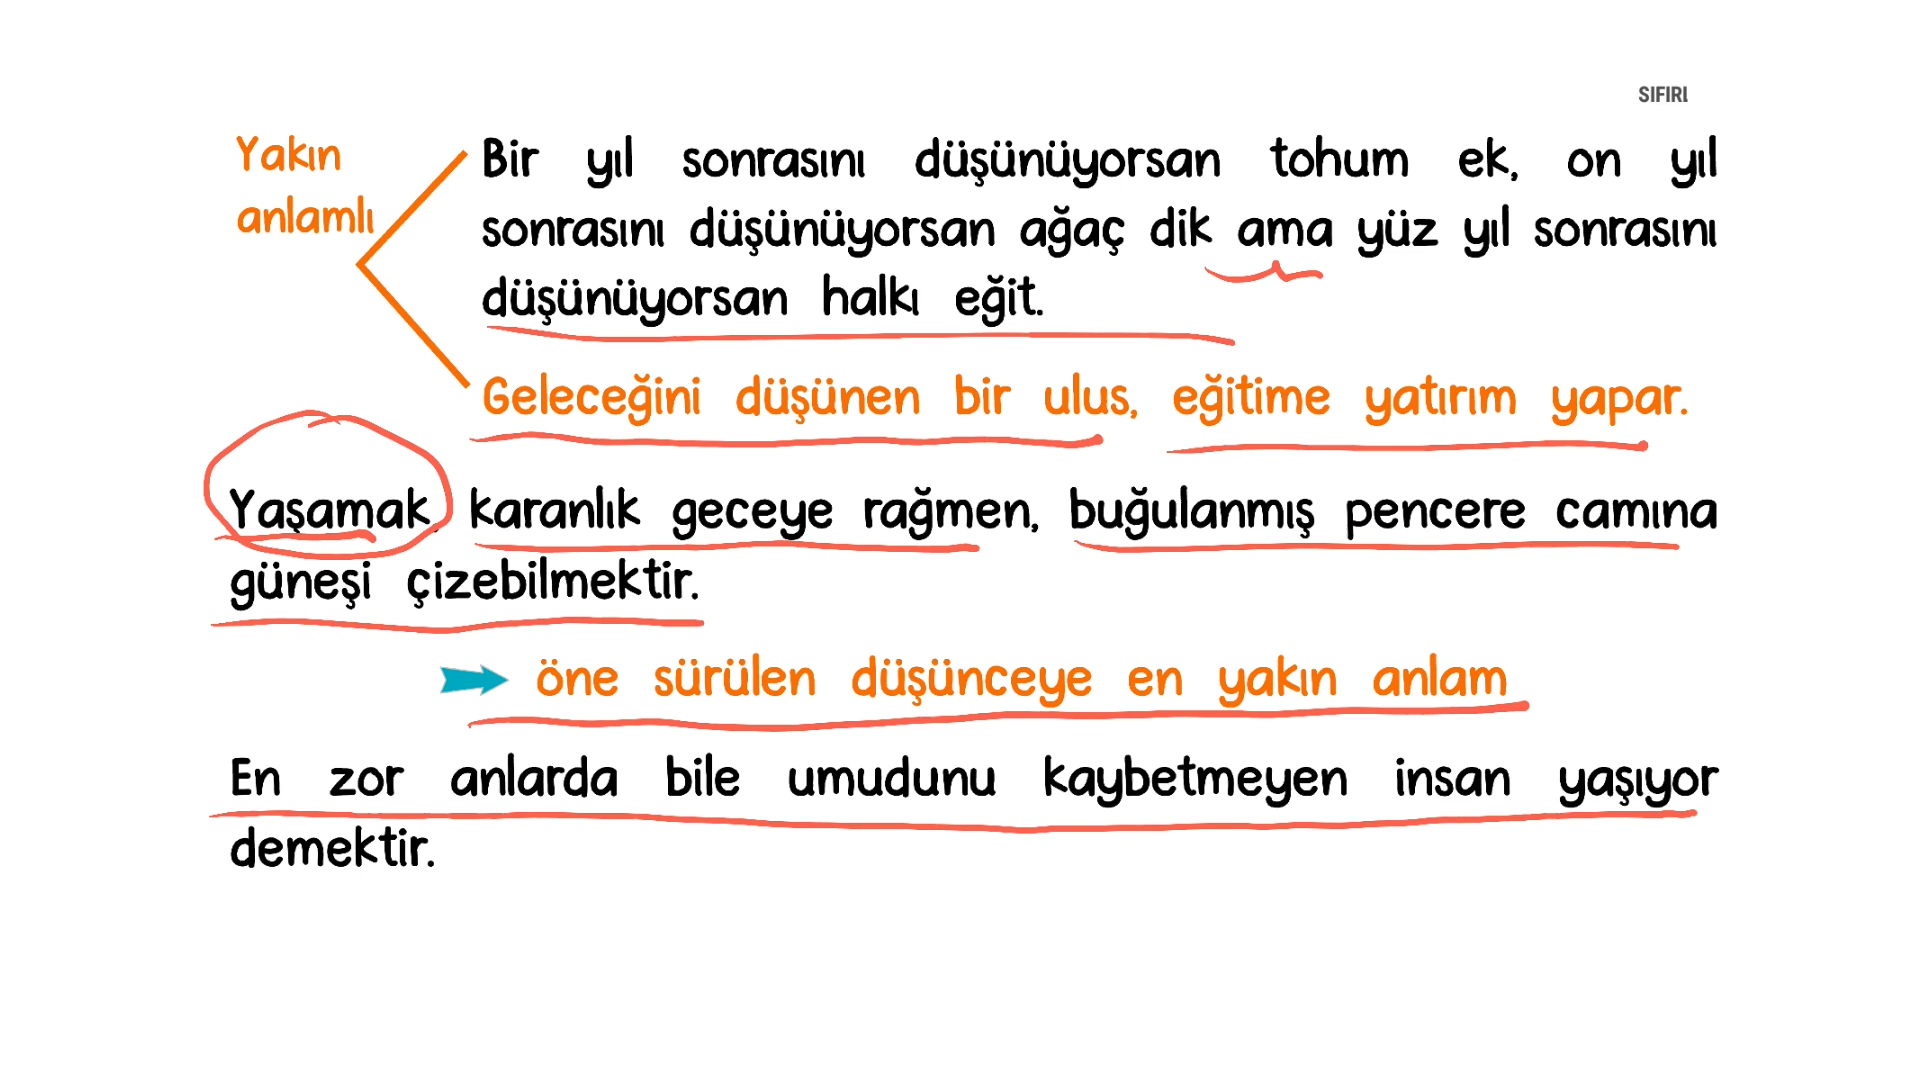 SIFIRI
Yakın
anlamlı
Bir yıl sonrasını düşünüyorsan tohum ek, on yıl
sonrasını düşünüyorsan ağaç dik ama yüz yıl sonrasını
düşünüyorsan halkı eğit.
Geleceğini düşünen bir ulus, eğitime yatırım yapar.
Yaşamak, karanlık geceye rağmen, buğulanmış pencere camına
güneşi çizebilmektir.
öne sürülen düşünceye en yakın anlam
En zor anlarda bile umudunu kaybetmeyen insan yaşıyor
demektir.